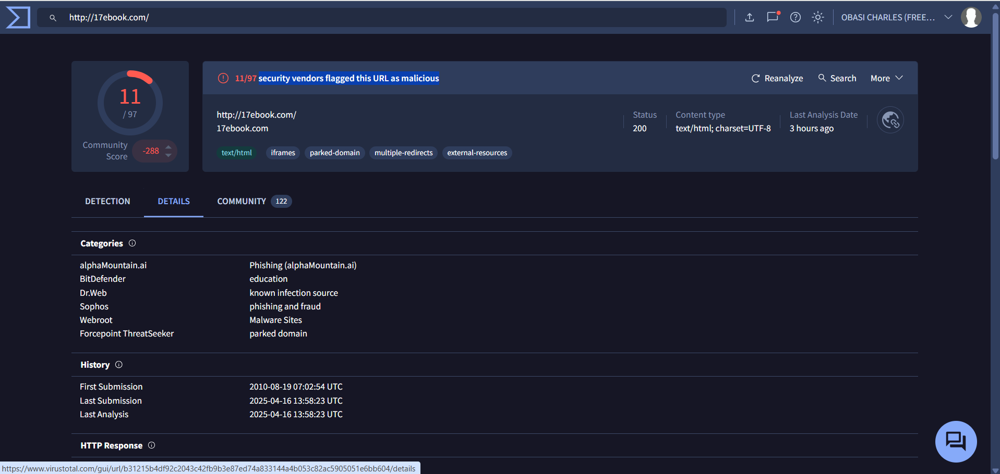 http://17ebook.com/
OBASI CHARLES (FREE...
11
/ 97
Community
Score
-288
11/97 security vendors flagged this URL as malicious
Reanalyze
Search
More
http://17ebook.com/
17ebook.com
Status
200
Content type
text/html; charset=UTF-8
Last Analysis Date
3 hours ago
text/html
iframes
parked-domain
multiple-redirects
external-resources
DETECTION
DETAILS
COMMUNITY 122
Categories
alphaMountain.ai Phishing (alphaMountain.ai)
BitDefender education
Dr.Web known infection source
Sophos phishing and fraud
Webroot Malware Sites
Forcepoint ThreatSeeker parked domain
History
First Submission 2010-08-19 07:02:54 UTC
Last Submission 2025-04-16 13:58:23 UTC
Last Analysis 2025-04-16 13:58:23 UTC
HTTP Response
https://www.virustotal.com/gui/url/b31215b4df92c2043c42fb9b3e87ed74a833144a4b053c82ac5905051e6bb604/details